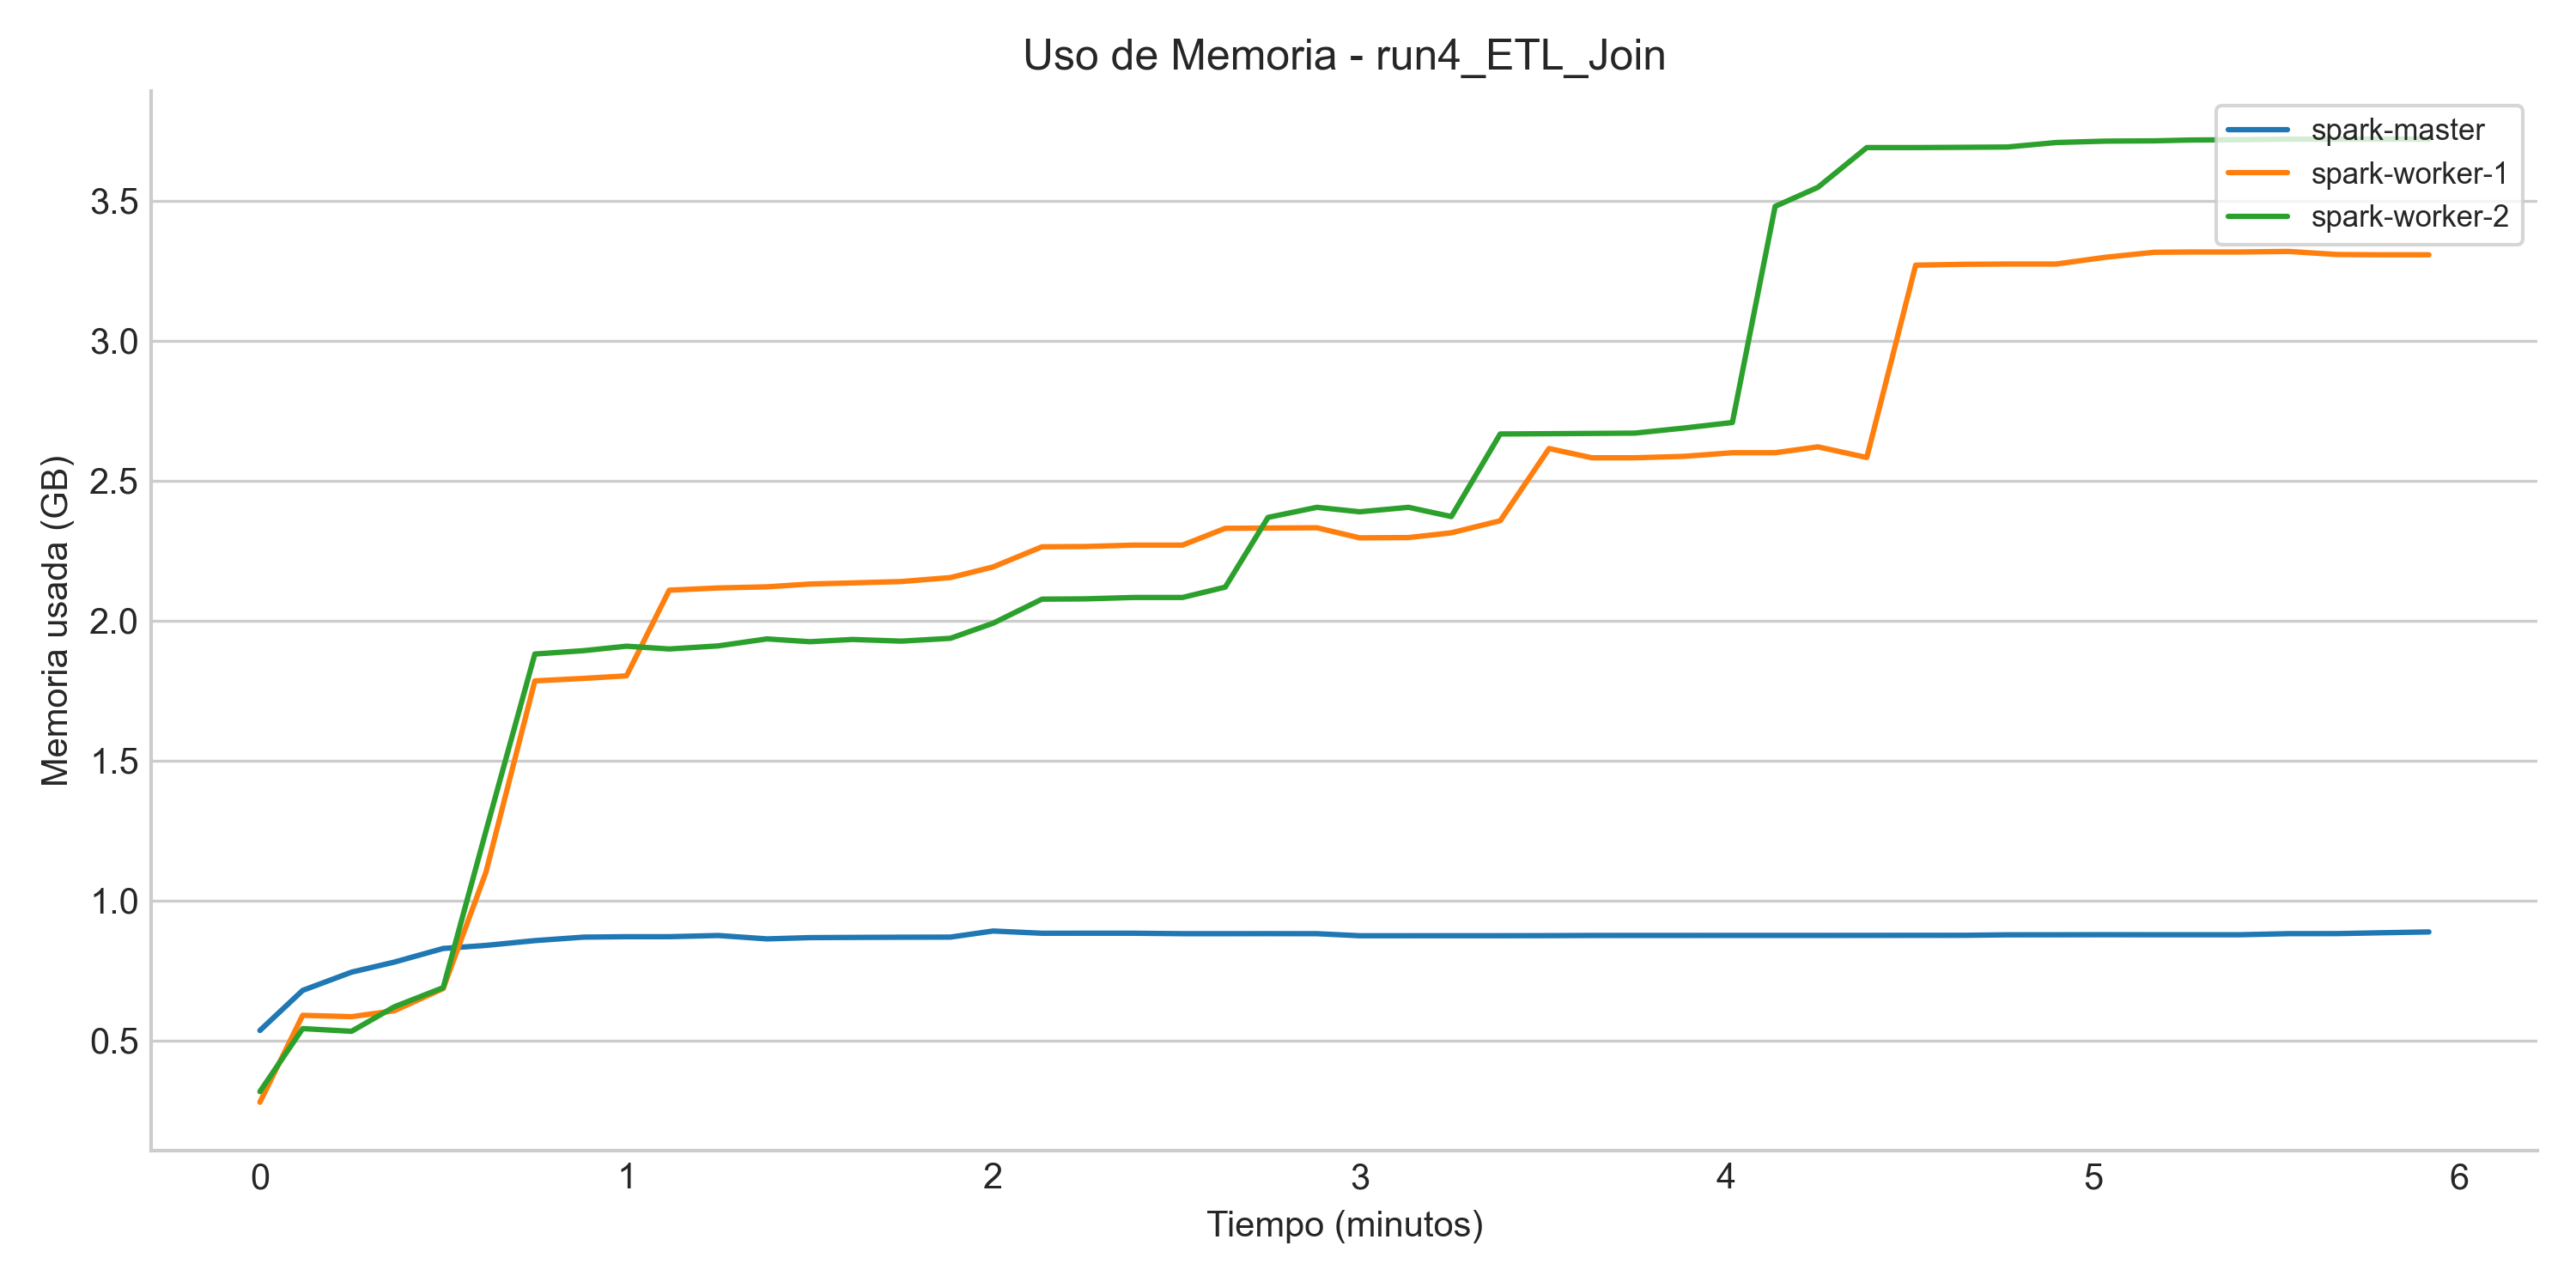 Uso de Memoria - run4_ETL_Join
spark-master
spark-worker-1
spark-worker-2
Memoria usada (GB)
3.5
3.0
2.5
2.0
1.5
1.0
0.5
0 1 2 3 4 5 6
Tiempo (minutos)